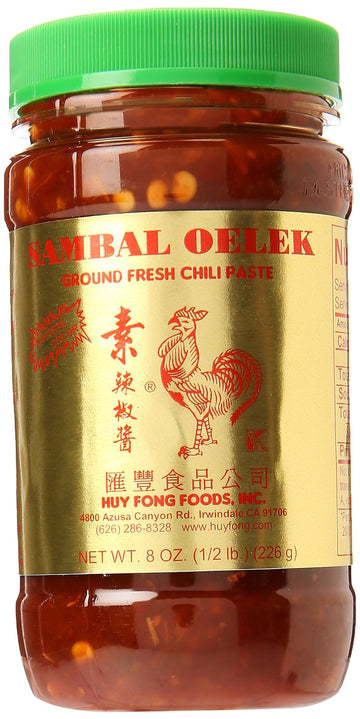 SAMBAL OELEK
GROUND FRESH CHILI PASTE
素
辣椒醬
®
匯豐食品公司
HUY FONG FOODS, INC.
4800 Azusa Canyon Rd., Irwindale CA 91706
(626) 286-8328 www.huyfong.com
NET WT. 8 OZ. (1/2 lb.) (226 g)